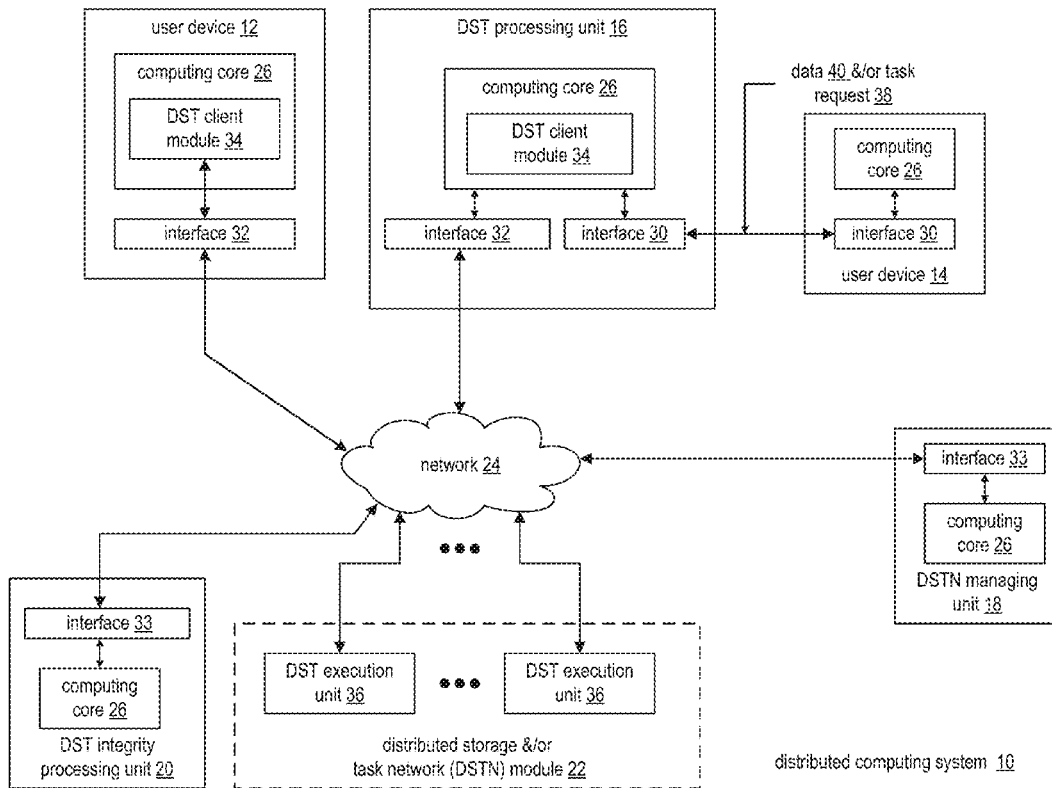 user device 12
computing core 26
DST client
module 34
interface 32
DST processing unit 16
computing core 26
DST client
module 34
interface 32
interface 30
data 40 &/or task
request 38
computing
core 26
interface 30
user device 14
network 24
interface 33
computing
core 26
DSTN managing
unit 18
interface 33
computing
core 26
DST integrity
processing unit 20
DST execution
unit 36
DST execution
unit 36
distributed storage &/or
task network (DSTN) module 22
distributed computing system 10